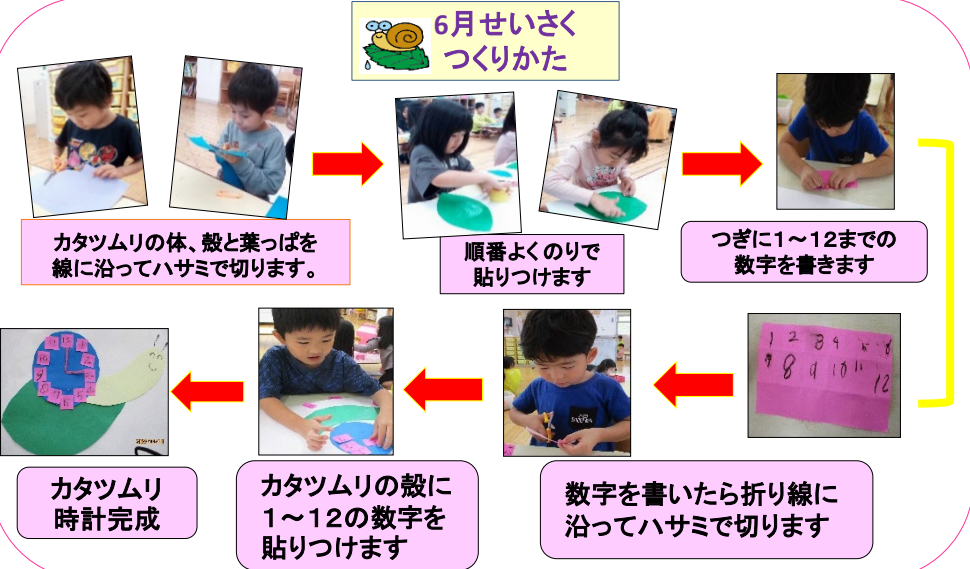 6月せいさく
つくりかた
カタツムリの体、殻と葉っぱを
線に沿ってハサミで切ります。
順番よくのりで
貼りつけます
つぎに１～１２までの
数字を書きます
1 2 3 4 5 6
7 8 9 10 11 12
数字を書いたら折り線に
沿ってハサミで切ります
カタツムリの殻に
１～１２の数字を
貼りつけます
カタツムリ
時計完成